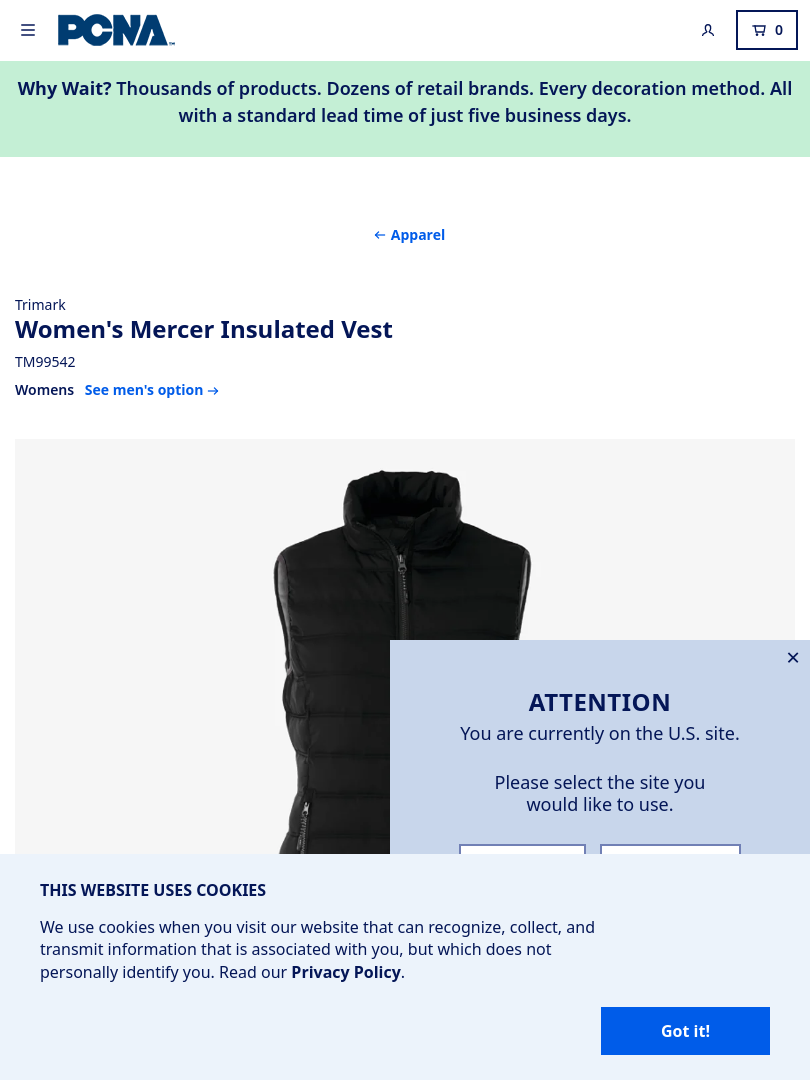 PCNA
0
Why Wait? Thousands of products. Dozens of retail brands. Every decoration method. All
with a standard lead time of just five business days.
← Apparel
Trimark
Women's Mercer Insulated Vest
TM99542
Womens See men's option →
ATTENTION
You are currently on the U.S. site.
Please select the site you
would like to use.
THIS WEBSITE USES COOKIES
We use cookies when you visit our website that can recognize, collect, and
transmit information that is associated with you, but which does not
personally identify you. Read our Privacy Policy.
Got it!